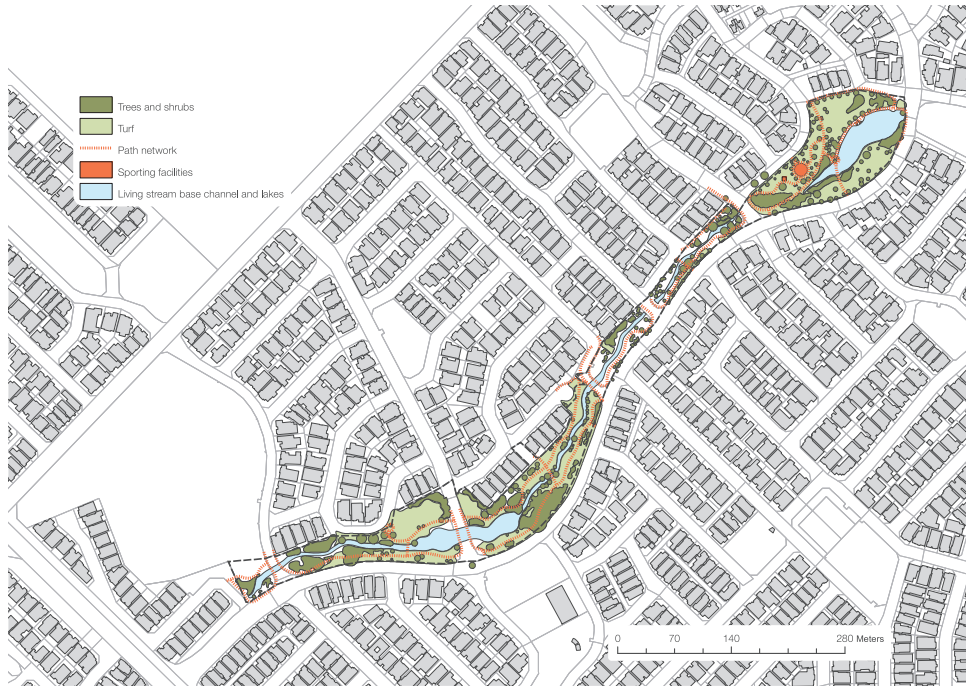 Trees and shrubs
Turf
Path network
Sporting facilities
Living stream base channel and lakes
0 70 140 280 Meters